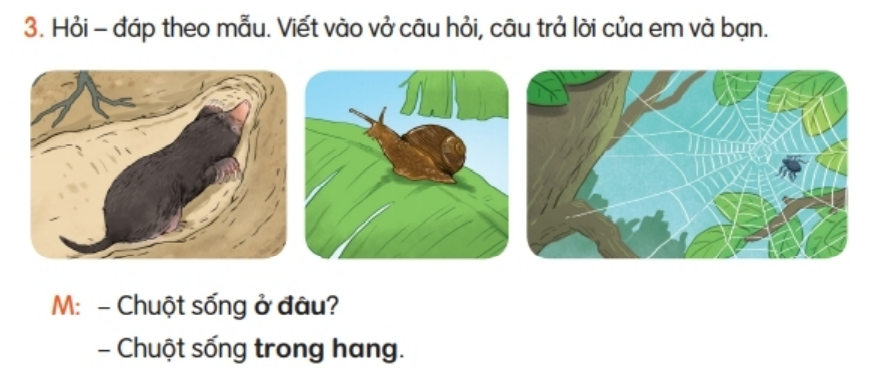 3. Hỏi – đáp theo mẫu. Viết vào vở câu hỏi, câu trả lời của em và bạn.
M: – Chuột sống ở đâu?
– Chuột sống trong hang.